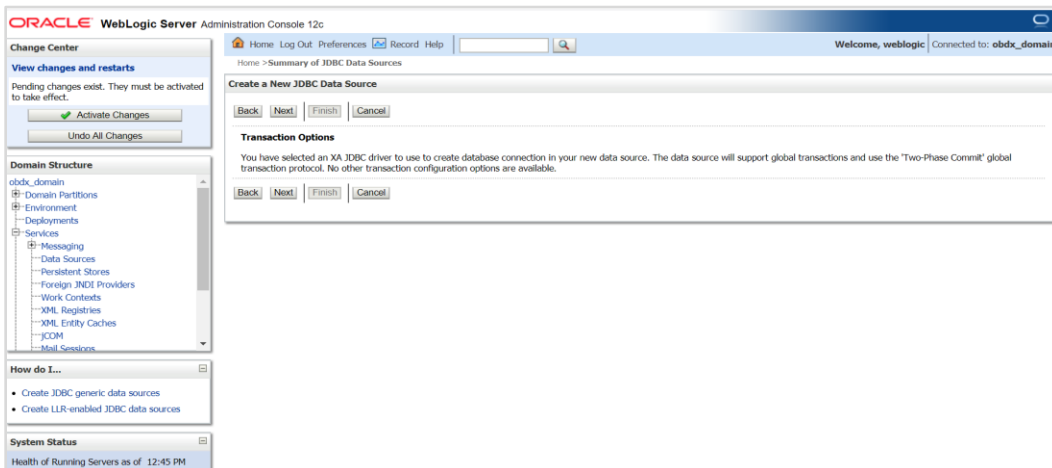 ORACLE WebLogic Server Administration Console 12c
Change Center
View changes and restarts
Pending changes exist. They must be activated
to take effect.
Activate Changes
Undo All Changes
Domain Structure
obdx_domain
Domain Partitions
Environment
Deployments
Services
Messaging
Data Sources
Persistent Stores
Foreign JNDI Providers
Work Contexts
XML Registries
XML Entity Caches
jCOM
Mail Sessions
How do I...
Create JDBC generic data sources
Create LLR-enabled JDBC data sources
System Status
Health of Running Servers as of 12:45 PM
Home Log Out Preferences Record Help
Welcome, weblogic Connected to: obdx_domain
Home >Summary of JDBC Data Sources
Create a New JDBC Data Source
Back Next Finish Cancel
Transaction Options
You have selected an XA JDBC driver to use to create database connection in your new data source. The data source will support global transactions and use the 'Two-Phase Commit' global
transaction protocol. No other transaction configuration options are available.
Back Next Finish Cancel